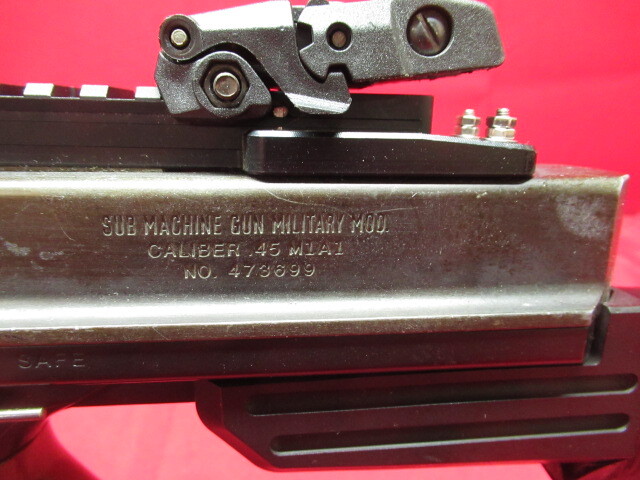 SUB MACHINE GUN MILITARY MOD.
CALIBER .45 M1A1
NO. 473699
SAFE